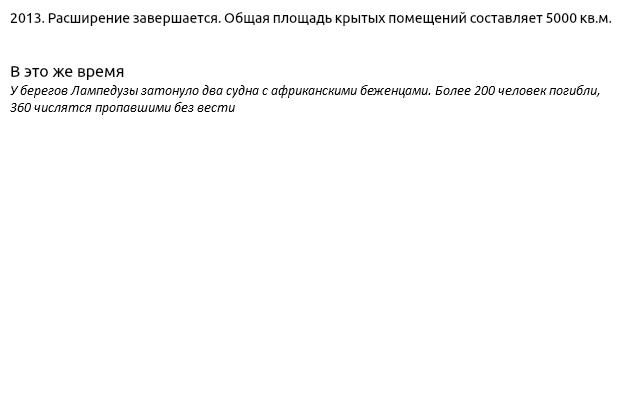 2013. Расширение завершается. Общая площадь крытых помещений составляет 5000 кв.м.
В это же время
У берегов Лампедузы затонуло два судна с африканскими беженцами. Более 200 человек погибли,
360 числятся пропавшими без вести